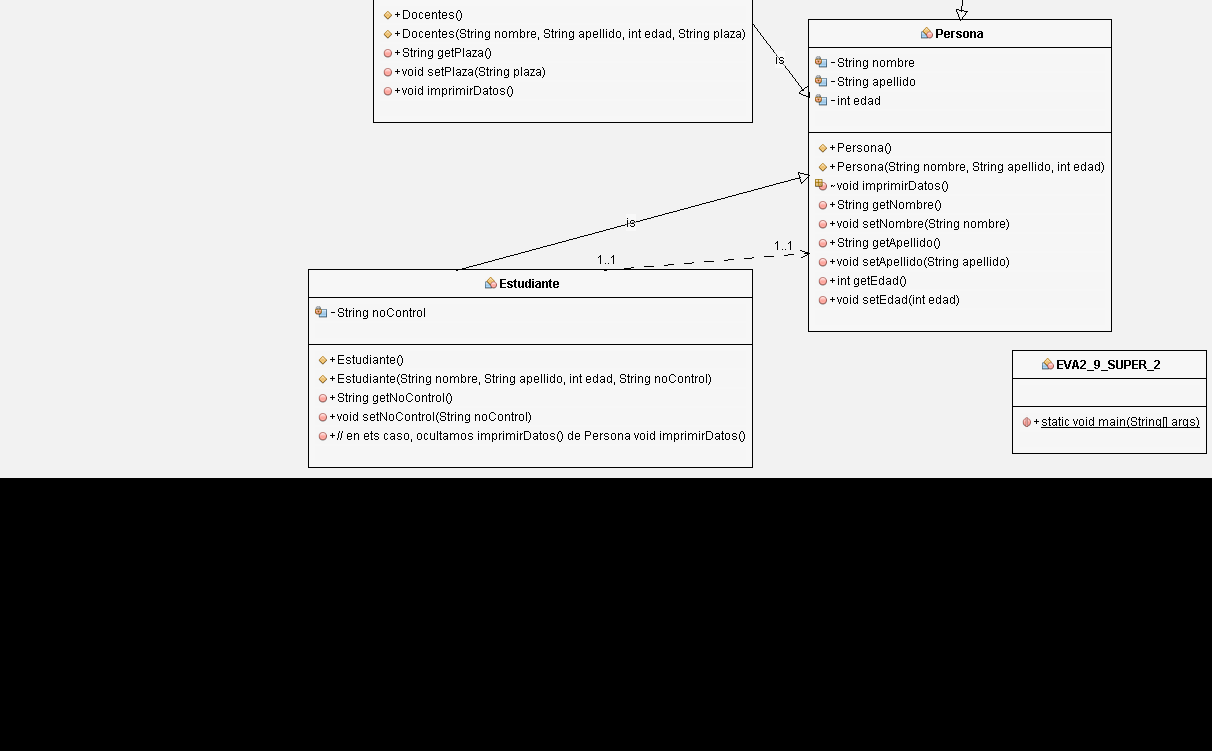 +Docentes()
+Docentes(String nombre, String apellido, int edad, String plaza)
+String getPlaza()
+void setPlaza(String plaza)
+void imprimirDatos()
is
Persona
-String nombre
-String apellido
-int edad
+Persona()
+Persona(String nombre, String apellido, int edad)
~void imprimirDatos()
+String getNombre()
+void setNombre(String nombre)
+String getApellido()
+void setApellido(String apellido)
+int getEdad()
+void setEdad(int edad)
is
1..1
1..1
Estudiante
-String noControl
+Estudiante()
+Estudiante(String nombre, String apellido, int edad, String noControl)
+String getNoControl()
+void setNoControl(String noControl)
+// en ets caso, ocultamos imprimirDatos() de Persona void imprimirDatos()
EVA2_9_SUPER_2
+static void main(String[] args)